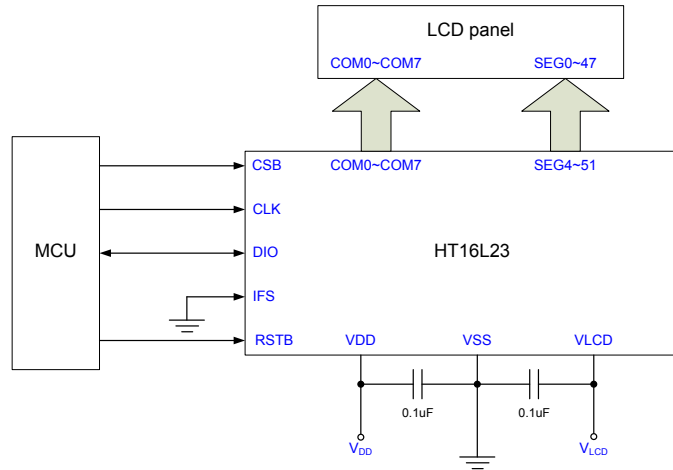 LCD panel
COM0~COM7 SEG0~47
CSB COM0~COM7 SEG4~51
CLK
MCU DIO HT16L23
IFS
RSTB VDD VSS VLCD
0.1uF 0.1uF
VDD VLCD